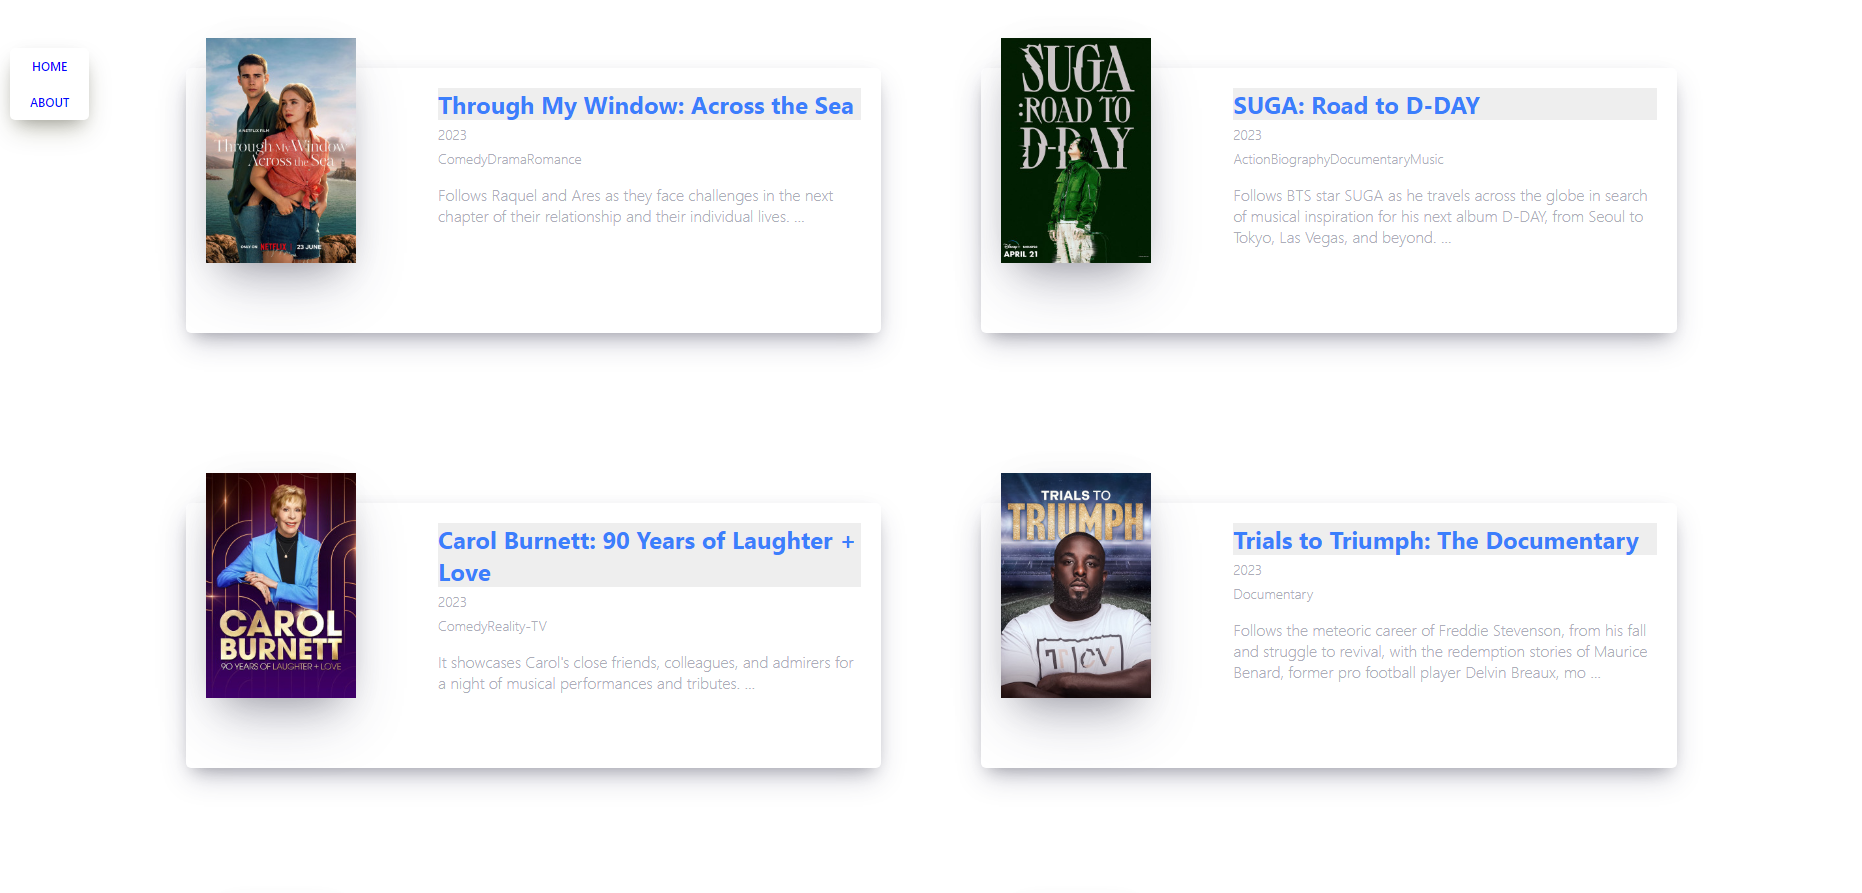 HOME
ABOUT
A NETFLIX FILM
Through My Window
Across the Sea
ONLY ON NETFLIX 23 JUNE
Through My Window: Across the Sea
2023
ComedyDramaRomance
Follows Raquel and Ares as they face challenges in the next
chapter of their relationship and their individual lives. ...
SUGA
:ROAD TO
D-DAY
Disney+
APRIL 21
SUGA: Road to D-DAY
2023
ActionBiographyDocumentaryMusic
Follows BTS star SUGA as he travels across the globe in search
of musical inspiration for his next album D-DAY, from Seoul to
Tokyo, Las Vegas, and beyond. ...
CAROL
BURNETT
90 YEARS OF LAUGHTER + LOVE
Carol Burnett: 90 Years of Laughter +
Love
2023
ComedyReality-TV
It showcases Carol's close friends, colleagues, and admirers for
a night of musical performances and tributes. ...
TRIALS TO
TRIUMPH
Trials to Triumph: The Documentary
2023
Documentary
Follows the meteoric career of Freddie Stevenson, from his fall
and struggle to revival, with the redemption stories of Maurice
Benard, former pro football player Delvin Breaux, mo ...